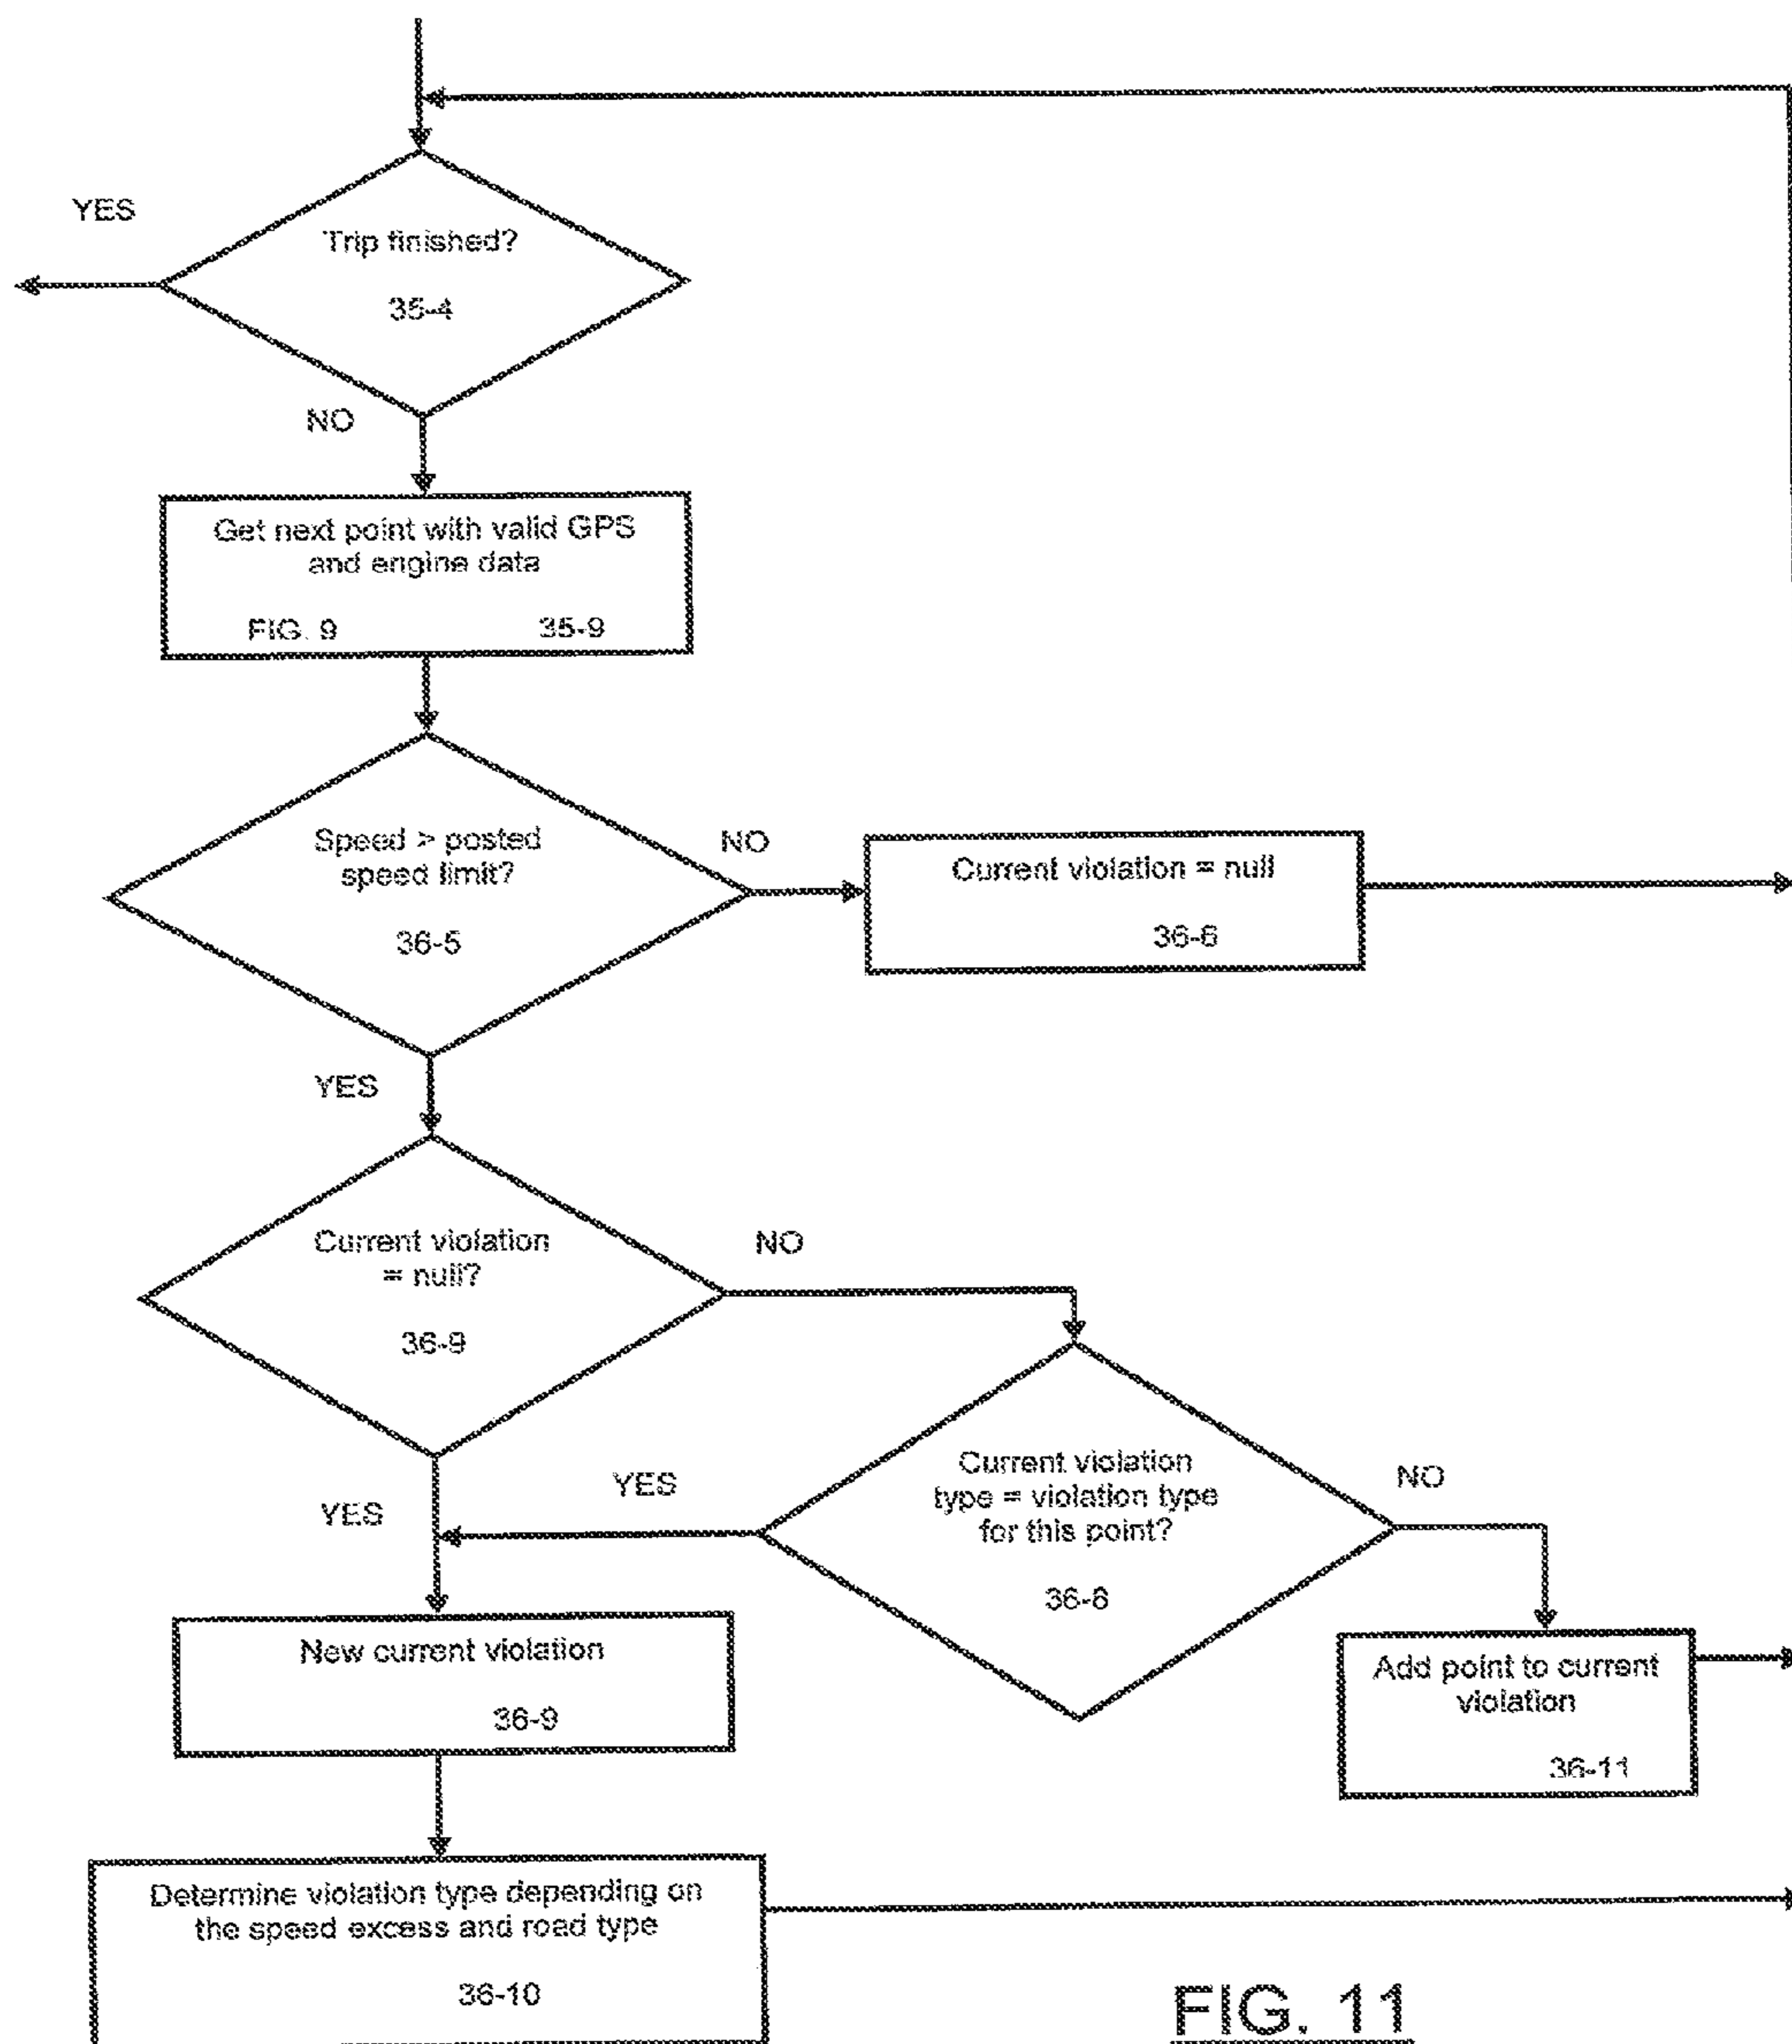 YES
Trip finished?
35-4
NO
Get next point with valid GPS
and engine data
FIG. 9
35-9
Speed > posted
speed limit?
36-5
NO
Current violation = null
36-6
YES
Current violation
= null?
36-9
NO
YES
YES
Current violation
type = violation type
for this point?
36-8
NO
New current violation
36-9
Add point to current
violation
36-11
Determine violation type depending on
the speed excess and road type
36-10
FIG. 11